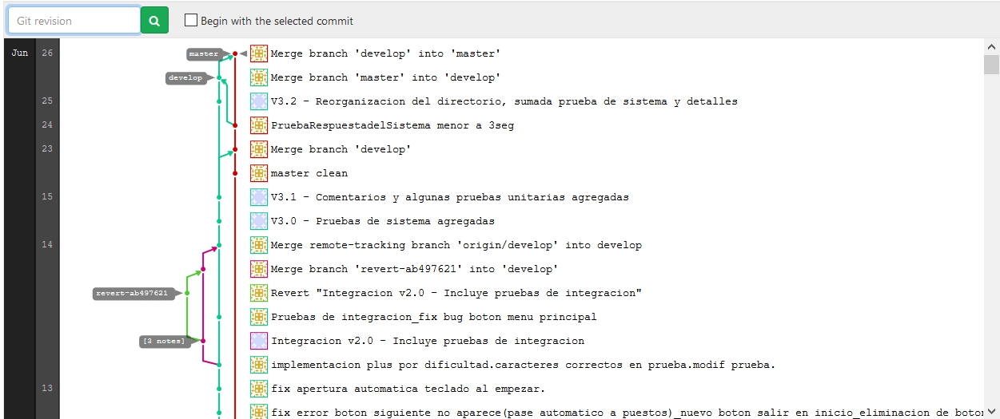 Git revision
Begin with the selected commit
Jun 26 master Merge branch 'develop' into 'master'
develop Merge branch 'master' into 'develop'
25 V3.2 - Reorganizacion del directorio, sumada prueba de sistema y detalles
24 PruebaRespuestadelSistema menor a 3seg
23 Merge branch 'develop'
master clean
15 V3.1 - Comentarios y algunas pruebas unitarias agregadas
V3.0 - Pruebas de sistema agregadas
14 Merge remote-tracking branch 'origin/develop' into develop
Merge branch 'revert-ab497621' into 'develop'
revert-ab497621 Revert "Integracion v2.0 - Incluye pruebas de integracion"
Pruebas de integracion_fix bug boton menu principal
[3 notes] Integracion v2.0 - Incluye pruebas de integracion
implementacion plus por dificultad.caracteres correctos en prueba.modif prueba.
13 fix apertura automatica teclado al empezar.
fix error boton siguiente no aparece(pase automatico a puestos)_nuevo boton salir en inicio_eliminacion de boto